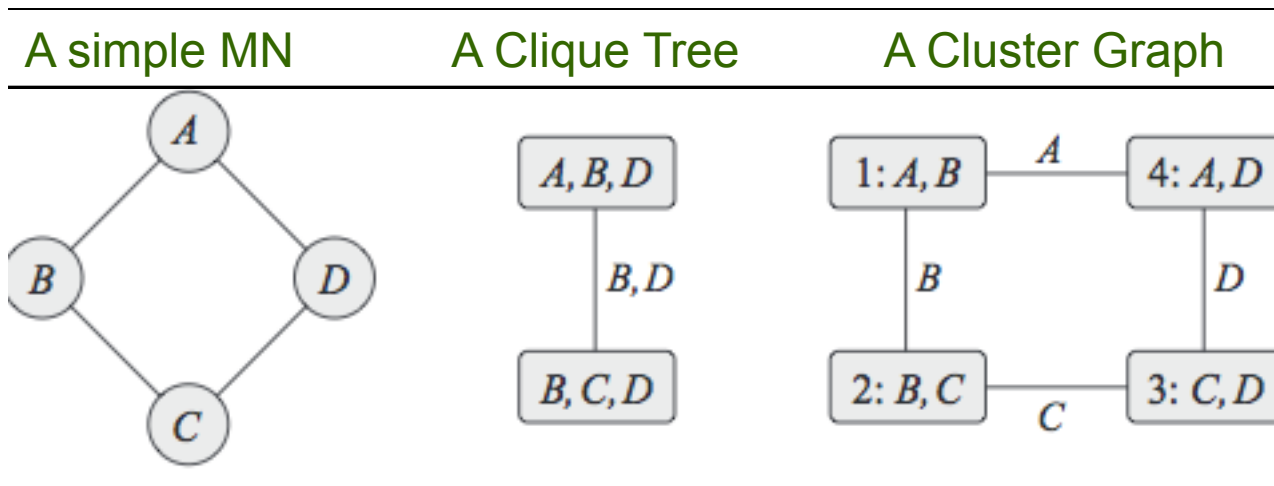 A simple MN A Clique Tree A Cluster Graph
A
B
D
C
A, B, D
B, D
B, C, D
1: A, B
A
4: A, D
B
D
2: B, C
C
3: C, D